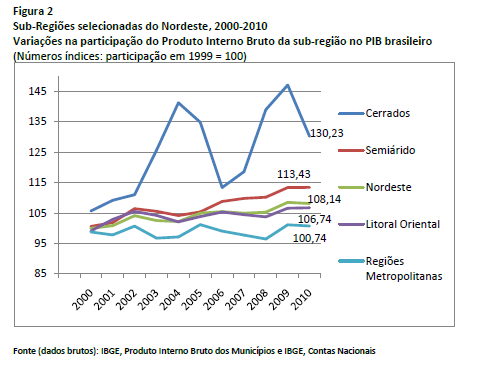 Figura 2
Sub-Regiões selecionadas do Nordeste, 2000-2010
Variações na participação do Produto Interno Bruto da sub-região no PIB brasileiro
(Números índices: participação em 1999 = 100)
145
135
125
115
105
95
85
130,23
113,43
108,14
106,74
100,74
2000
2001
2002
2003
2004
2005
2006
2007
2008
2009
2010
Cerrados
Semiárido
Nordeste
Litoral Oriental
Regiões
Metropolitanas
Fonte (dados brutos): IBGE, Produto Interno Bruto dos Municípios e IBGE, Contas Nacionais